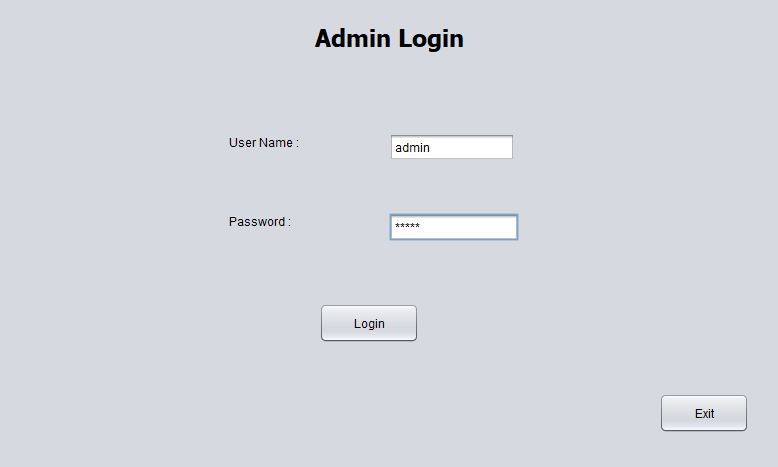 Admin Login
User Name :
admin
Password :
*****
Login
Exit